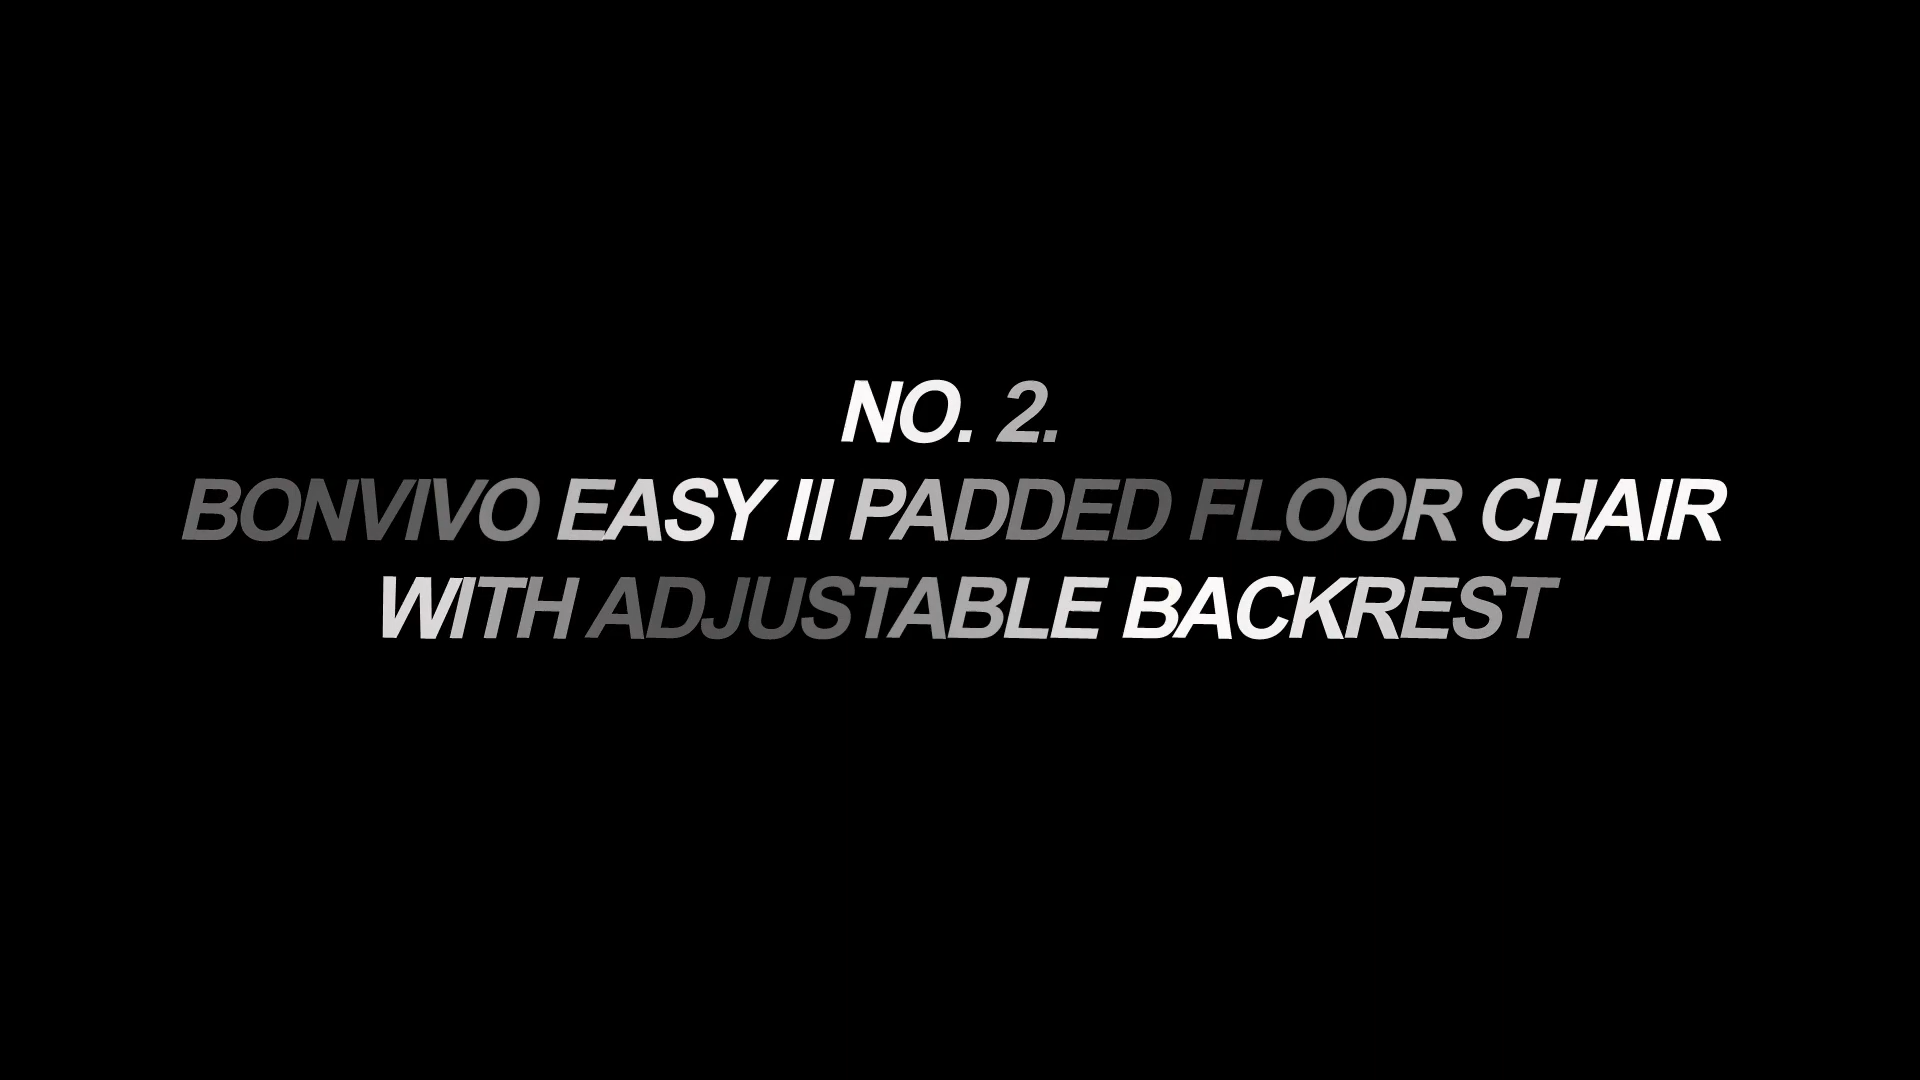 NO. 2.
BONVIVO EASY II PADDED FLOOR CHAIR
WITH ADJUSTABLE BACKREST